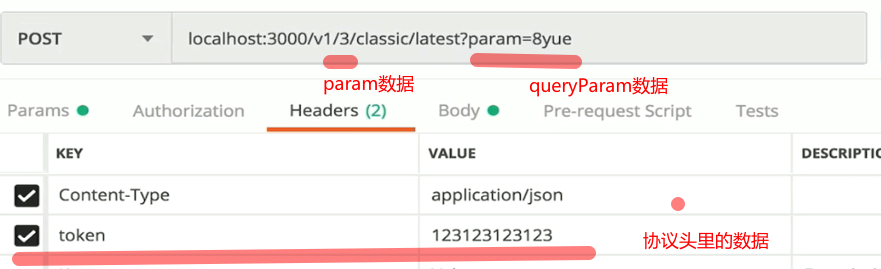 POST localhost:3000/v1/3/classic/latest?param=8yue
param数据 queryParam数据
Params Authorization Headers (2) Body Pre-request Script Tests
KEY VALUE DESCRIPTIO
Content-Type application/json
token 123123123123
协议头里的数据